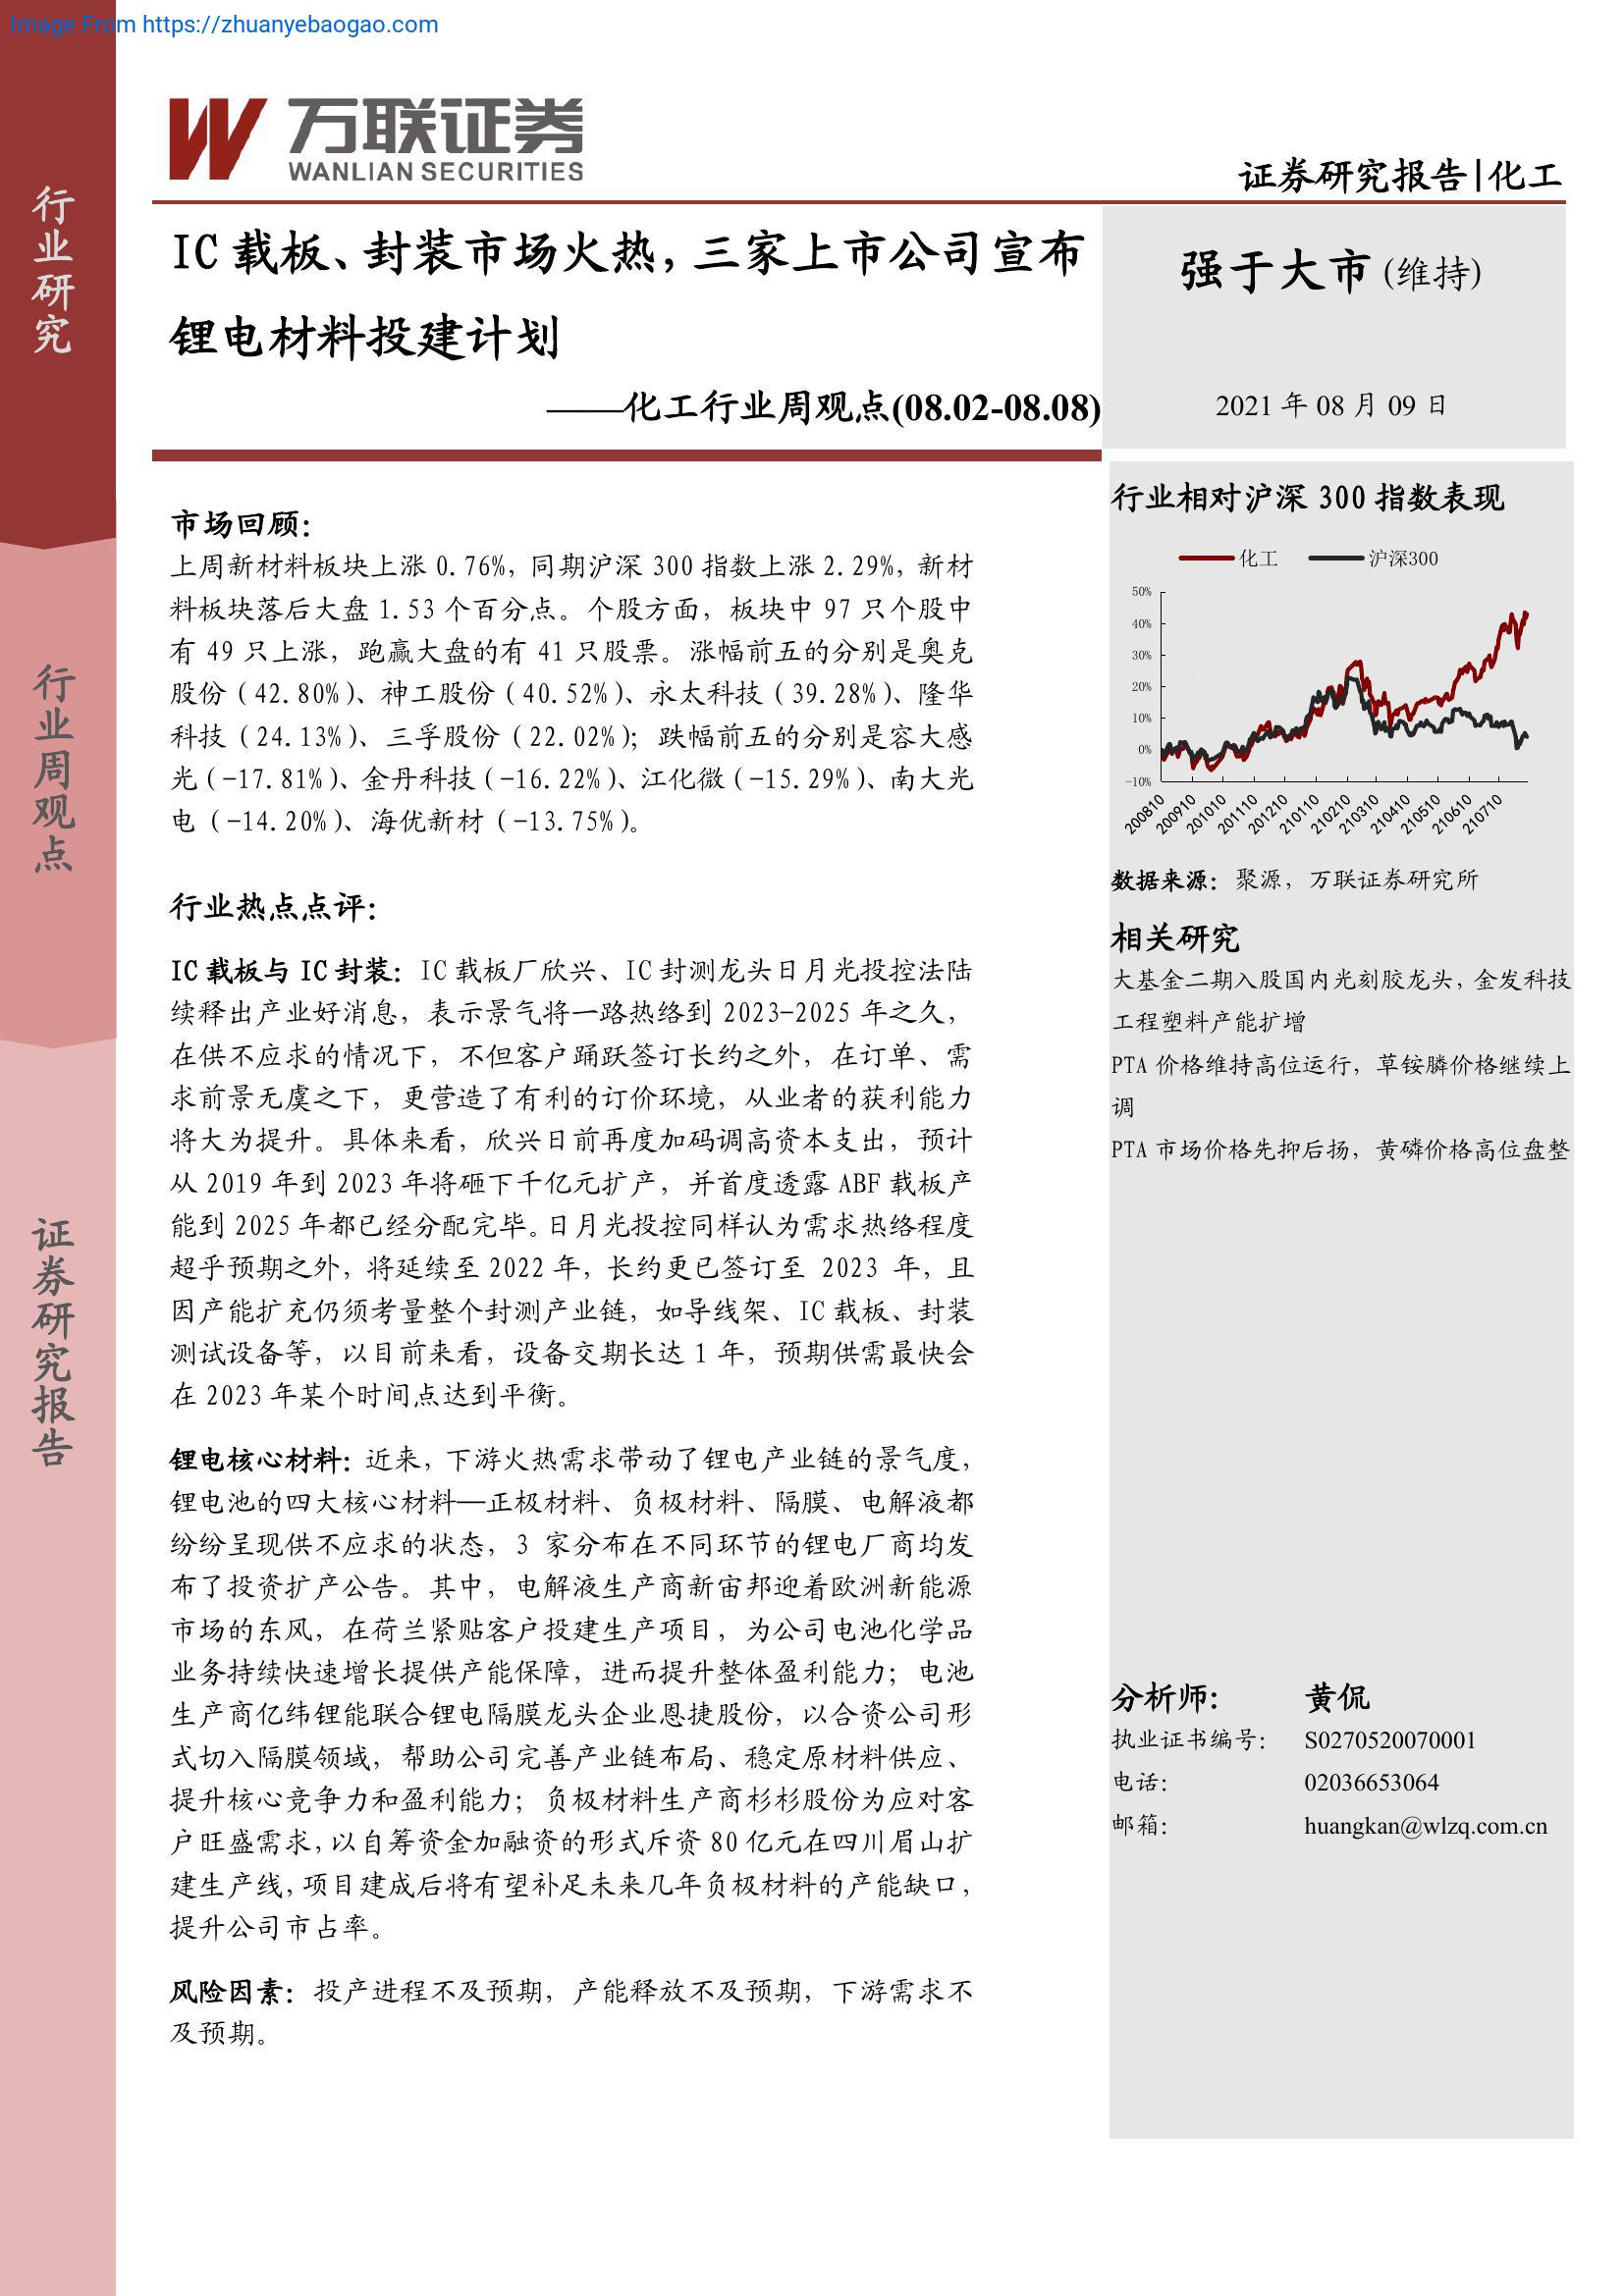 Image From https://zhuanyebaogao.com
万联证券
WANLIAN SECURITIES
证券研究报告|化工
行业研究
行业周观点
证券研究报告
IC 载板、封装市场火热，三家上市公司宣布
锂电材料投建计划
——化工行业周观点(08.02-08.08)
强于大市(维持)
2021 年 08 月 09 日
市场回顾：
上周新材料板块上涨 0.76%，同期沪深 300 指数上涨 2.29%，新材
料板块落后大盘 1.53 个百分点。个股方面，板块中 97 只个股中
有 49 只上涨，跑赢大盘的有 41 只股票。涨幅前五的分别是奥克
股份（42.80%）、神工股份（40.52%）、永太科技（39.28%）、隆华
科技（24.13%）、三孚股份（22.02%）；跌幅前五的分别是容大感
光（-17.81%）、金丹科技（-16.22%）、江化微（-15.29%）、南大光
电（-14.20%）、海优新材（-13.75%）。
行业热点点评：
IC 载板与 IC 封装：IC 载板厂欣兴、IC 封测龙头日月光投控法陆
续释出产业好消息，表示景气将一路热络到 2023-2025 年之久，
在供不应求的情况下，不但客户踊跃签订长约之外，在订单、需
求前景无虞之下，更营造了有利的订价环境，从业者的获利能力
将大为提升。具体来看，欣兴日前再度加码调高资本支出，预计
从 2019 年到 2023 年将砸下千亿元扩产，并首度透露 ABF 载板产
能到 2025 年都已经分配完毕。日月光投控同样认为需求热络程度
超乎预期之外，将延续至 2022 年，长约更已签订至 2023 年，且
因产能扩充仍须考量整个封测产业链，如导线架、IC 载板、封装
测试设备等，以目前来看，设备交期长达 1 年，预期供需最快会
在 2023 年某个时间点达到平衡。
锂电核心材料：近来，下游火热需求带动了锂电产业链的景气度，
锂电池的四大核心材料—正极材料、负极材料、隔膜、电解液都
纷纷呈现供不应求的状态，3 家分布在不同环节的锂电厂商均发
布了投资扩产公告。其中，电解液生产商新宙邦迎着欧洲新能源
市场的东风，在荷兰紧贴客户投建生产项目，为公司电池化学品
业务持续快速增长提供产能保障，进而提升整体盈利能力；电池
生产商亿纬锂能联合锂电隔膜龙头企业恩捷股份，以合资公司形
式切入隔膜领域，帮助公司完善产业链布局、稳定原材料供应、
提升核心竞争力和盈利能力；负极材料生产商杉杉股份为应对客
户旺盛需求，以自筹资金加融资的形式斥资 80 亿元在四川眉山扩
建生产线，项目建成后将有望补足未来几年负极材料的产能缺口，
提升公司市占率。
风险因素：投产进程不及预期，产能释放不及预期，下游需求不
及预期。
行业相对沪深 300 指数表现
化工 沪深300
50%
40%
30%
20%
10%
0%
-10%
200810 200910 201010 201110 201210 210110 210210 210310 210410 210510 210610 210710
数据来源：聚源，万联证券研究所
相关研究
大基金二期入股国内光刻胶龙头，金发科技
工程塑料产能扩增
PTA 价格维持高位运行，草铵膦价格继续上
调
PTA 市场价格先抑后扬，黄磷价格高位盘整
分析师： 黄侃
执业证书编号： S0270520070001
电话： 02036653064
邮箱： huangkan@wlzq.com.cn